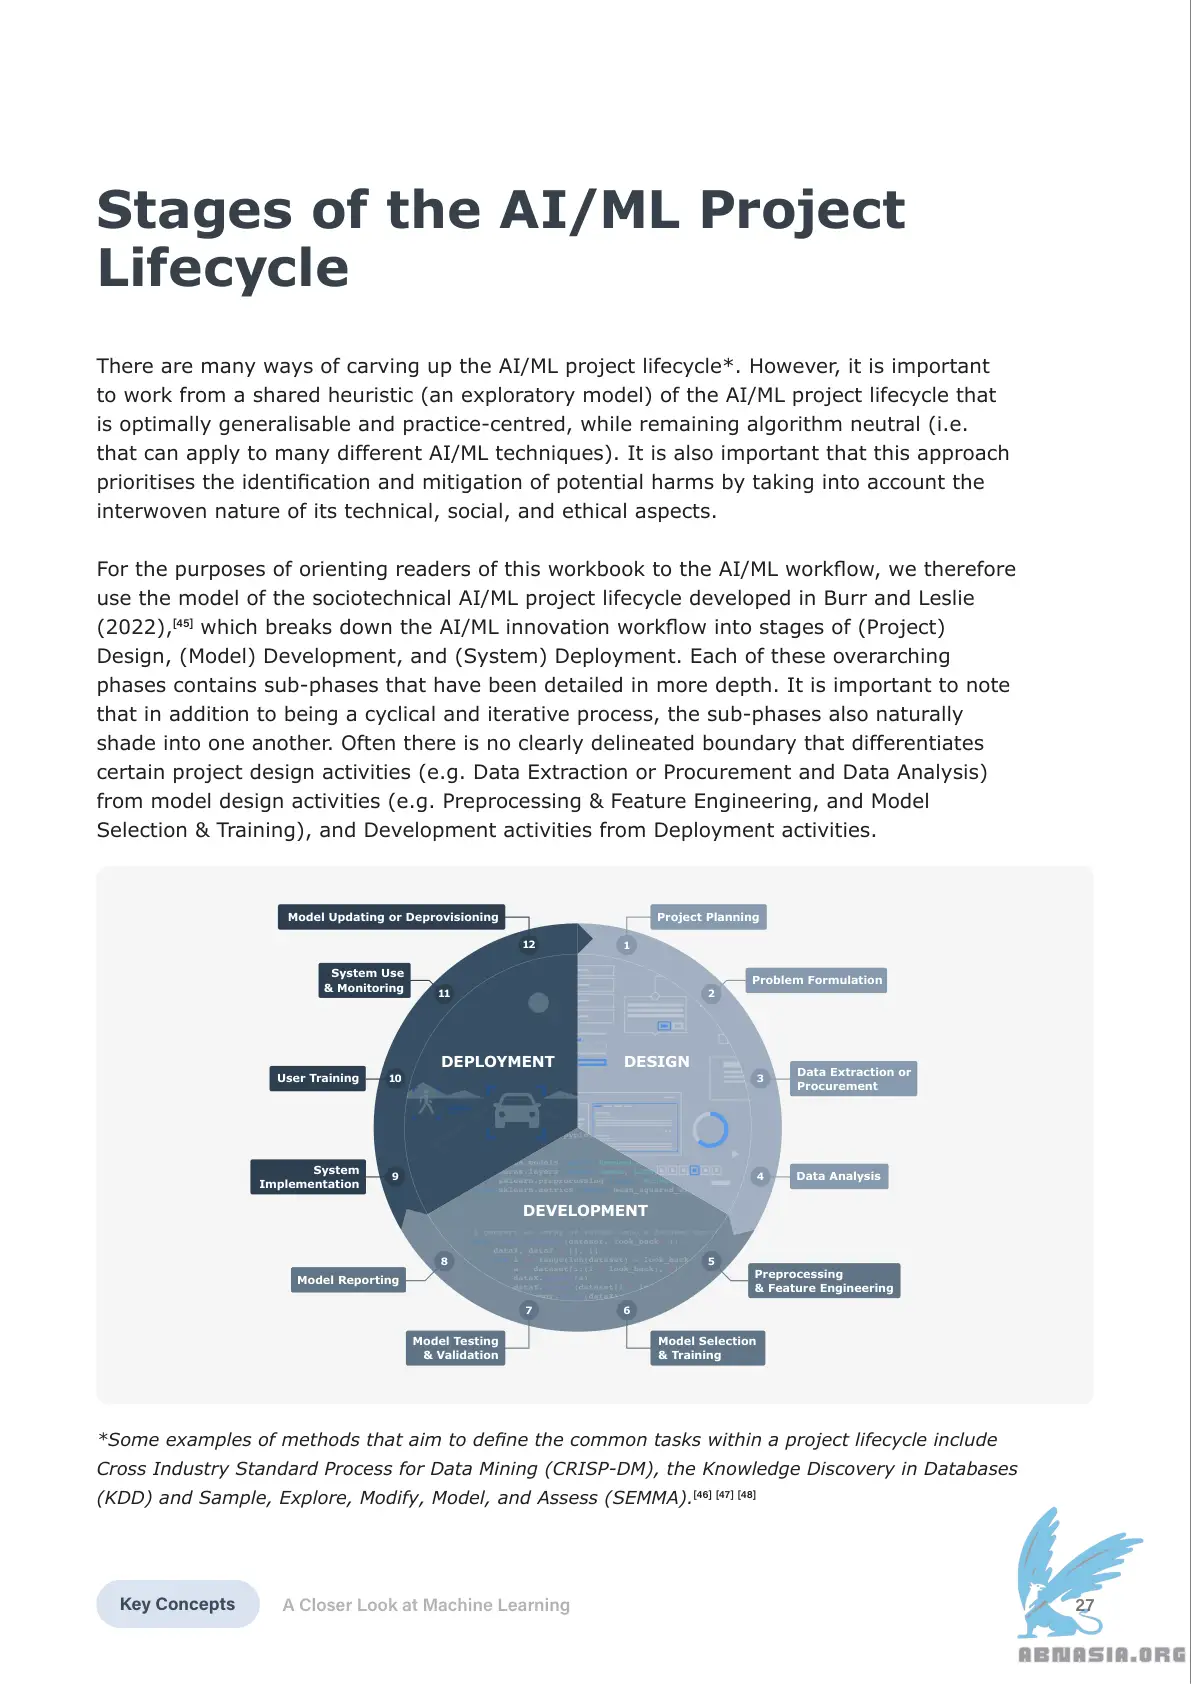 Stages of the AI/ML Project
Lifecycle
There are many ways of carving up the AI/ML project lifecycle*. However, it is important
to work from a shared heuristic (an exploratory model) of the AI/ML project lifecycle that
is optimally generalisable and practice-centred, while remaining algorithm neutral (i.e.
that can apply to many different AI/ML techniques). It is also important that this approach
prioritises the identification and mitigation of potential harms by taking into account the
interwoven nature of its technical, social, and ethical aspects.
For the purposes of orienting readers of this workbook to the AI/ML workflow, we therefore
use the model of the sociotechnical AI/ML project lifecycle developed in Burr and Leslie
(2022),[45] which breaks down the AI/ML innovation workflow into stages of (Project)
Design, (Model) Development, and (System) Deployment. Each of these overarching
phases contains sub-phases that have been detailed in more depth. It is important to note
that in addition to being a cyclical and iterative process, the sub-phases also naturally
shade into one another. Often there is no clearly delineated boundary that differentiates
certain project design activities (e.g. Data Extraction or Procurement and Data Analysis)
from model design activities (e.g. Preprocessing & Feature Engineering, and Model
Selection & Training), and Development activities from Deployment activities.
Project Planning
1
Problem Formulation
2
Data Extraction or
Procurement
3
Data Analysis
4
Preprocessing
& Feature Engineering
5
Model Selection
& Training
6
Model Testing
& Validation
7
Model Reporting
8
System
Implementation
9
User Training
10
System Use
& Monitoring
11
Model Updating or Deprovisioning
12
DEPLOYMENT
DESIGN
DEVELOPMENT
*Some examples of methods that aim to define the common tasks within a project lifecycle include
Cross Industry Standard Process for Data Mining (CRISP-DM), the Knowledge Discovery in Databases
(KDD) and Sample, Explore, Modify, Model, and Assess (SEMMA).[46] [47] [48]
Key Concepts
A Closer Look at Machine Learning
27
ABNASIA.ORG